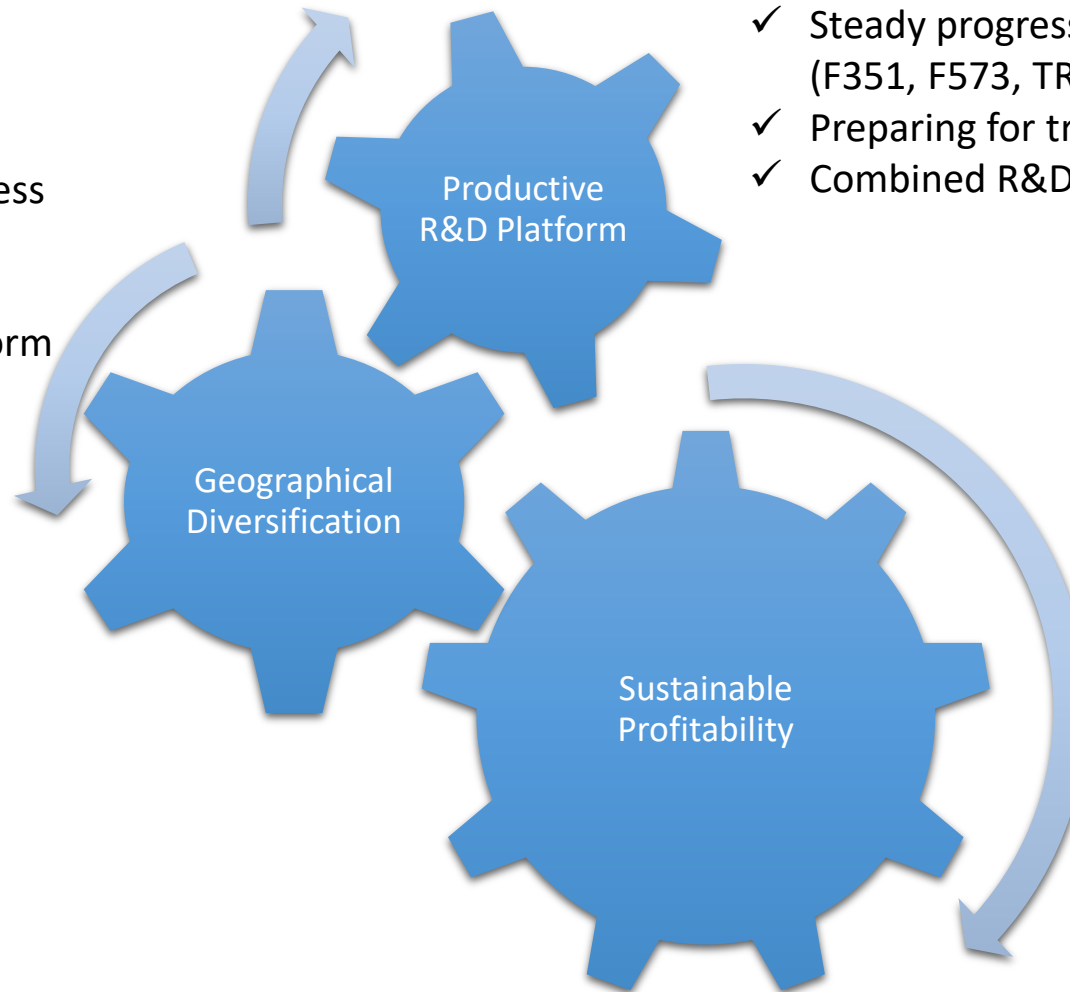 ✓ Steady progress
(F351, F573, TR
✓ Preparing for tr
✓ Combined R&D
ess
orm
Productive
R&D Platform
Geographical
Diversification
Sustainable
Profitability